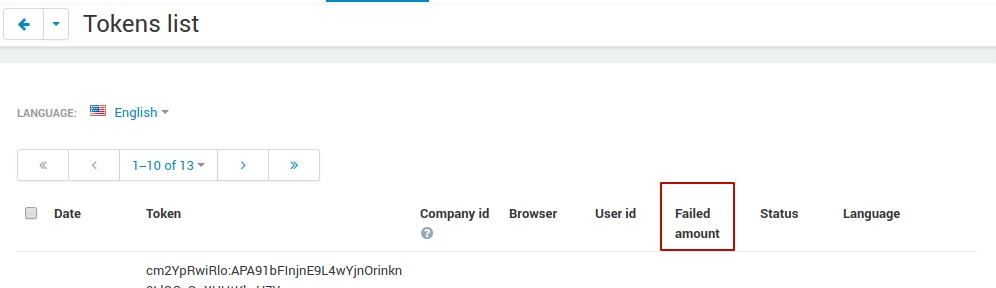 Tokens list
LANGUAGE: English
« ‹ 1–10 of 13 › »
Date Token Company id Browser User id Failed amount Status Language
cm2YpRwiRlo:APA91bFInjnE9L4wYjnOrinkn